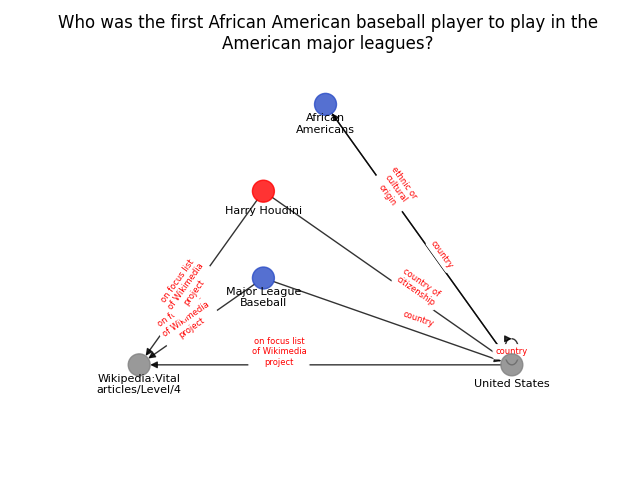 Who was the first African American baseball player to play in the
American major leagues?
African
Americans
ethnic or
cultural
origin
Harry Houdini
country
on focus list
of Wikimedia
project
country of
citizenship
Major League
Baseball
on
of Wikimedia
project
country
on focus list
of Wikimedia
project
country
Wikipedia:Vital
articles/Level/4
United States